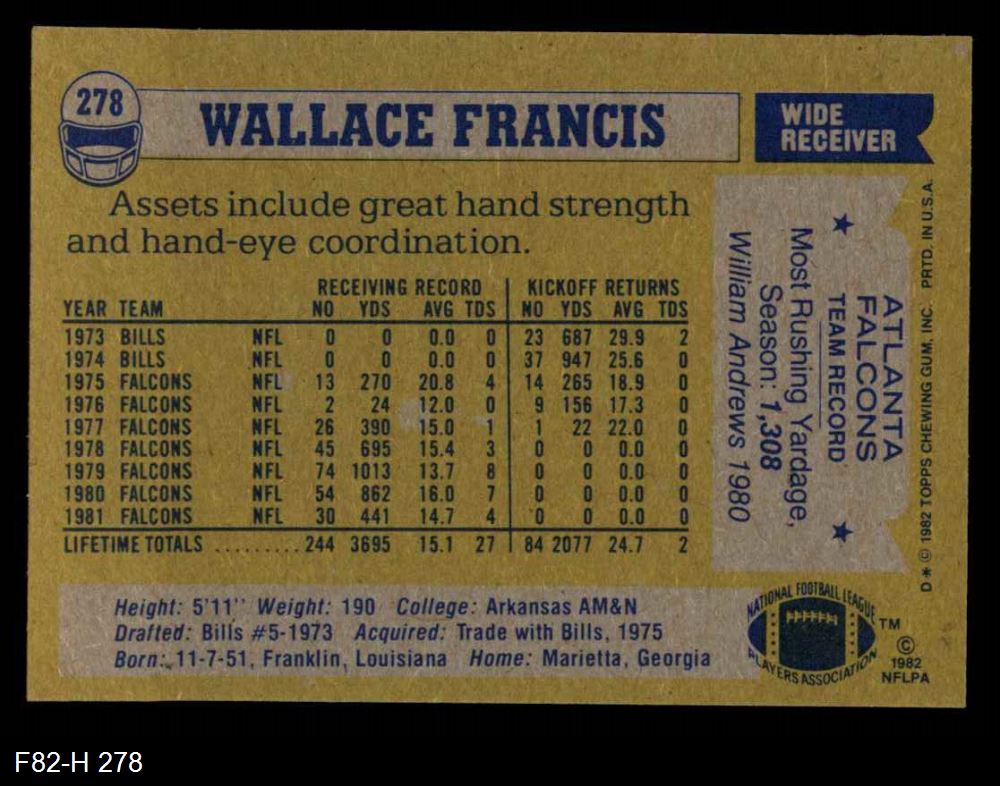 278
WALLACE FRANCIS
WIDE
RECEIVER
Assets include great hand strength
and hand-eye coordination.
RECEIVING RECORD KICKOFF RETURNS
YEAR TEAM NO YDS AVG TDS NO YDS AVG TDS
1973 BILLS NFL 0 0 0.0 0 23 687 29.9 2
1974 BILLS NFL 0 0 0.0 0 37 947 25.6 0
1975 FALCONS NFL 13 270 20.8 4 14 265 18.9 0
1976 FALCONS NFL 2 24 12.0 0 9 156 17.3 0
1977 FALCONS NFL 26 390 15.0 1 1 22 22.0 0
1978 FALCONS NFL 45 695 15.4 3 0 0 0.0 0
1979 FALCONS NFL 74 1013 13.7 8 0 0 0.0 0
1980 FALCONS NFL 54 862 16.0 7 0 0 0.0 0
1981 FALCONS NFL 30 441 14.7 4 0 0 0.0 0
LIFETIME TOTALS ......... 244 3695 15.1 27 84 2077 24.7 2
ATLANTA
FALCONS
TEAM RECORD
Most Rushing Yardage,
Season: 1,308
William Andrews 1980
D * © 1982 TOPPS CHEWING GUM, INC. PRTD. IN U.S.A.
Height: 5'11" Weight: 190 College: Arkansas AM&N
Drafted: Bills #5-1973 Acquired: Trade with Bills, 1975
Born: 11-7-51, Franklin, Louisiana Home: Marietta, Georgia
NATIONAL FOOTBALL LEAGUE
PLAYERS ASSOCIATION
TM
©
1982
NFLPA
F82-H 278